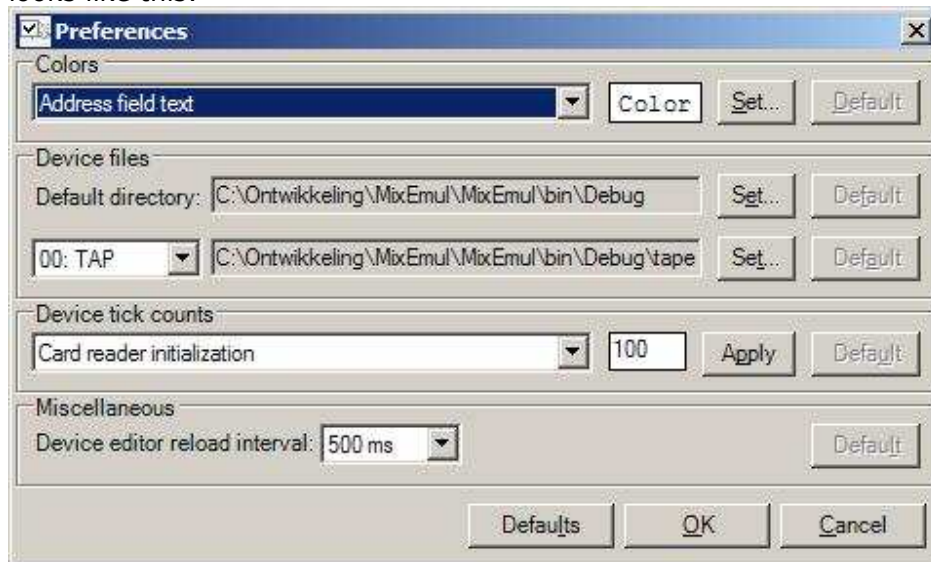 looks like this:
Preferences
Colors
Address field text Color Set... Default
Device files
Default directory: C:\Ontwikkeling\MixEmul\MixEmul\bin\Debug Set... Default
00: TAP C:\Ontwikkeling\MixEmul\MixEmul\bin\Debug\tape Set... Default
Device tick counts
Card reader initialization 100 Apply Default
Miscellaneous
Device editor reload interval: 500 ms Default
Defaults OK Cancel